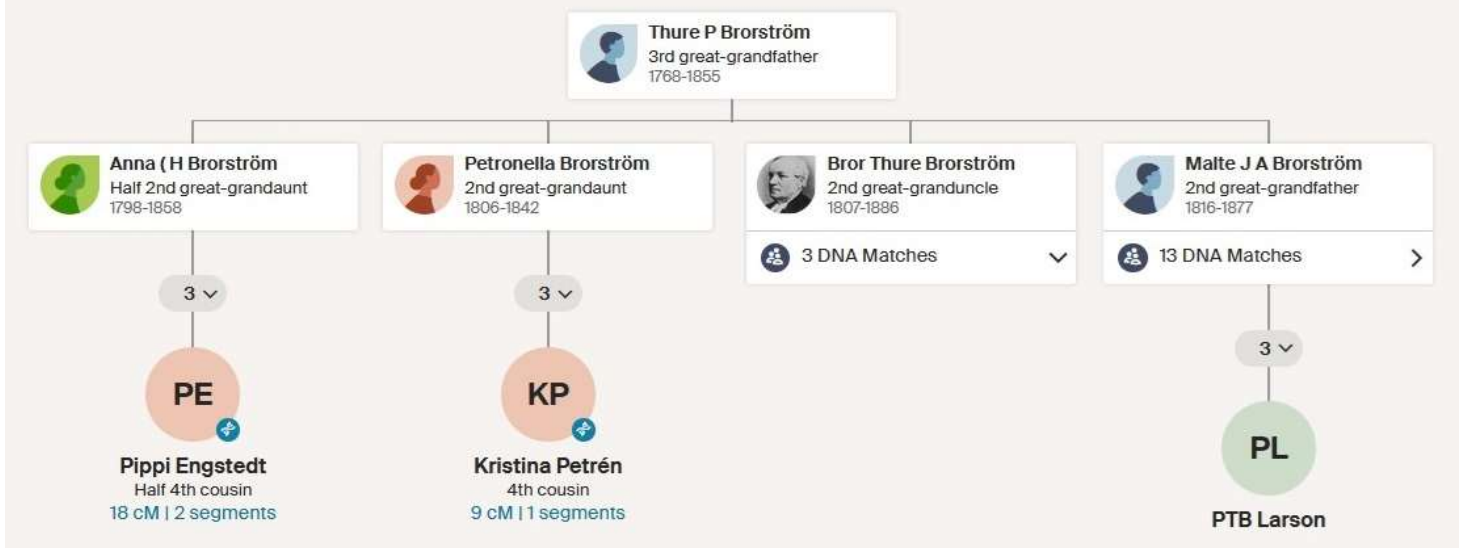 Thure P Brorström
3rd great-grandfather
1768-1855
Anna ( H Brorström
Half 2nd great-grandaunt
1798-1858
Petronella Brorström
2nd great-grandaunt
1806-1842
Bror Thure Brorström
2nd great-granduncle
1807-1886
3 DNA Matches
Malte J A Brorström
2nd great-grandfather
1816-1877
13 DNA Matches
3
3
3
PE
Pippi Engstedt
Half 4th cousin
18 cM | 2 segments
KP
Kristina Petrén
4th cousin
9 cM | 1 segments
PL
PTB Larson